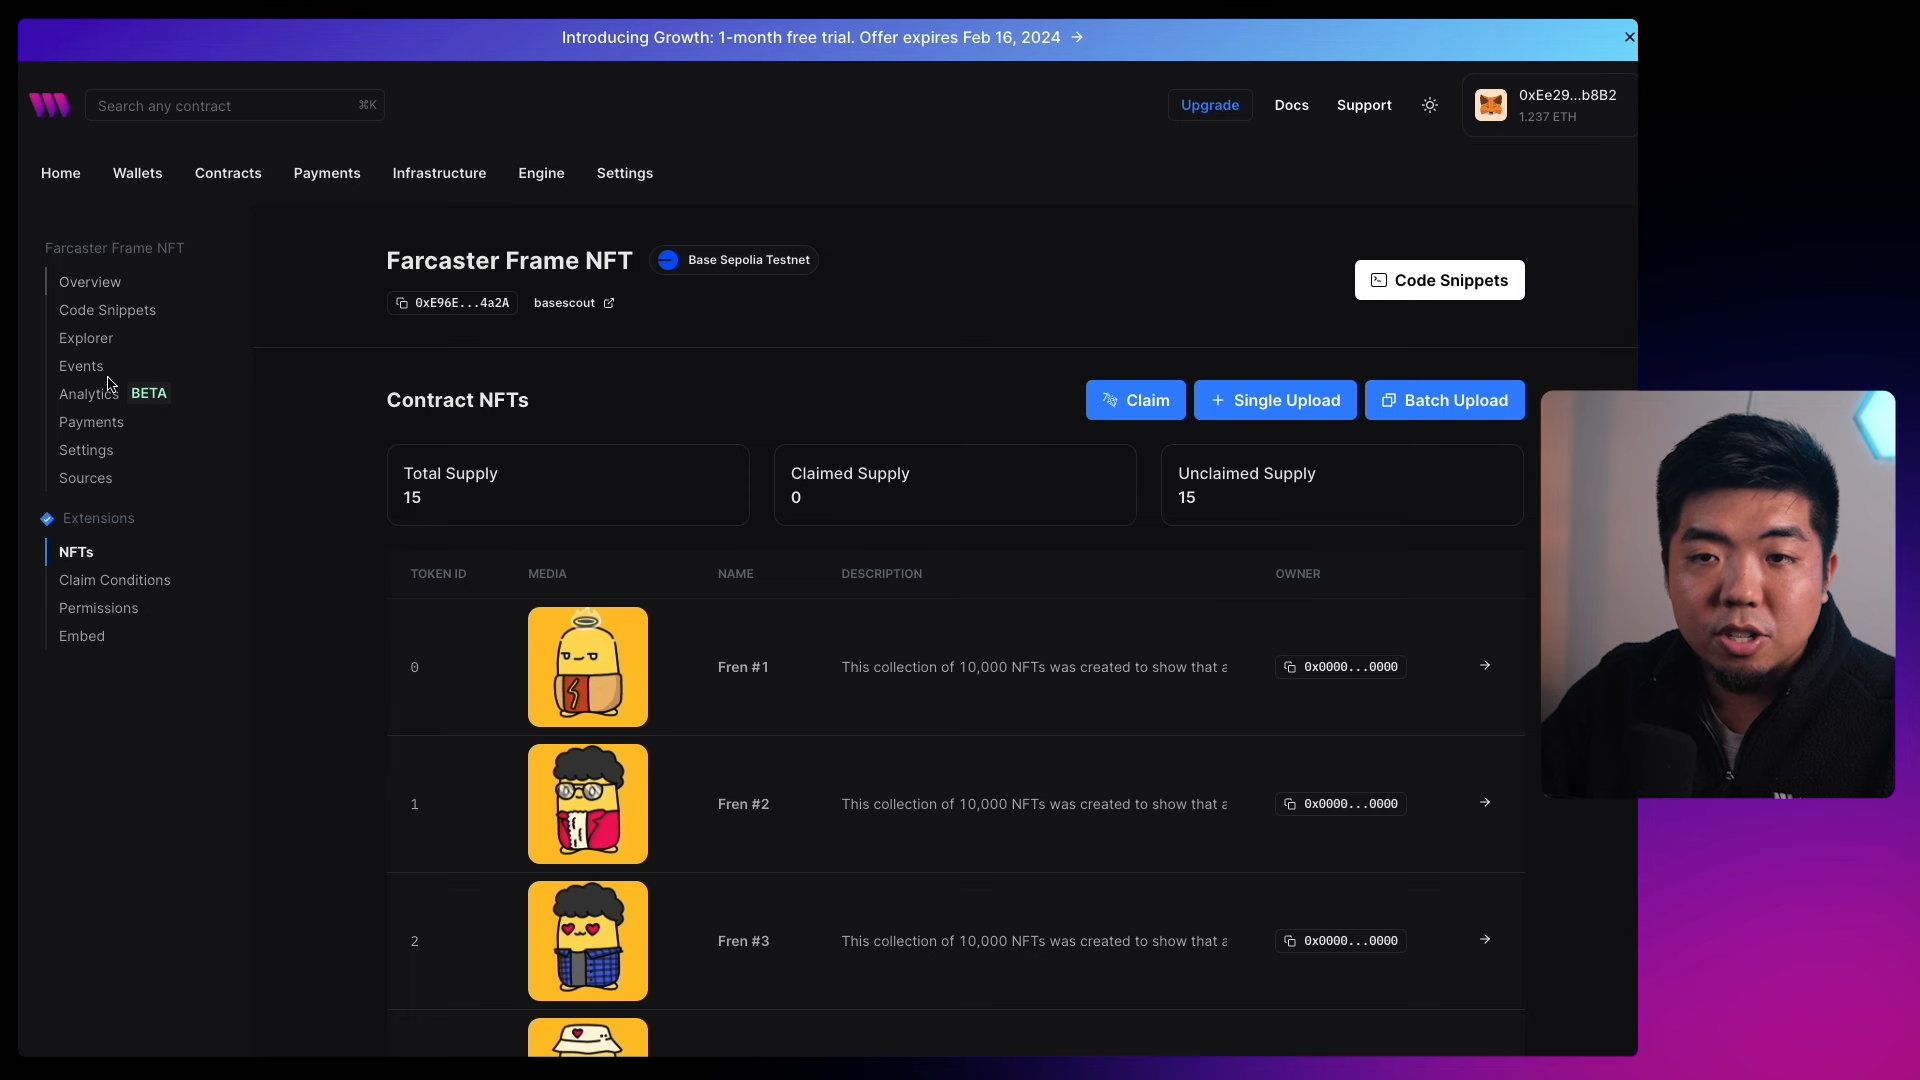 Introducing Growth: 1-month free trial. Offer expires Feb 16, 2024 →
Search any contract ⌘K
Upgrade Docs Support
0xEe29...b8B2
1.237 ETH
Home Wallets Contracts Payments Infrastructure Engine Settings
Farcaster Frame NFT
Overview
Code Snippets
Explorer
Events
Analytics BETA
Payments
Settings
Sources
Extensions
NFTs
Claim Conditions
Permissions
Embed
Farcaster Frame NFT Base Sepolia Testnet
0xE96E...4a2A basescout
Code Snippets
Contract NFTs
Claim + Single Upload Batch Upload
Total Supply
15
Claimed Supply
0
Unclaimed Supply
15
TOKEN ID MEDIA NAME DESCRIPTION OWNER
0 Fren #1 This collection of 10,000 NFTs was created to show that 0x0000...0000 →
1 Fren #2 This collection of 10,000 NFTs was created to show that 0x0000...0000 →
2 Fren #3 This collection of 10,000 NFTs was created to show that 0x0000...0000 →